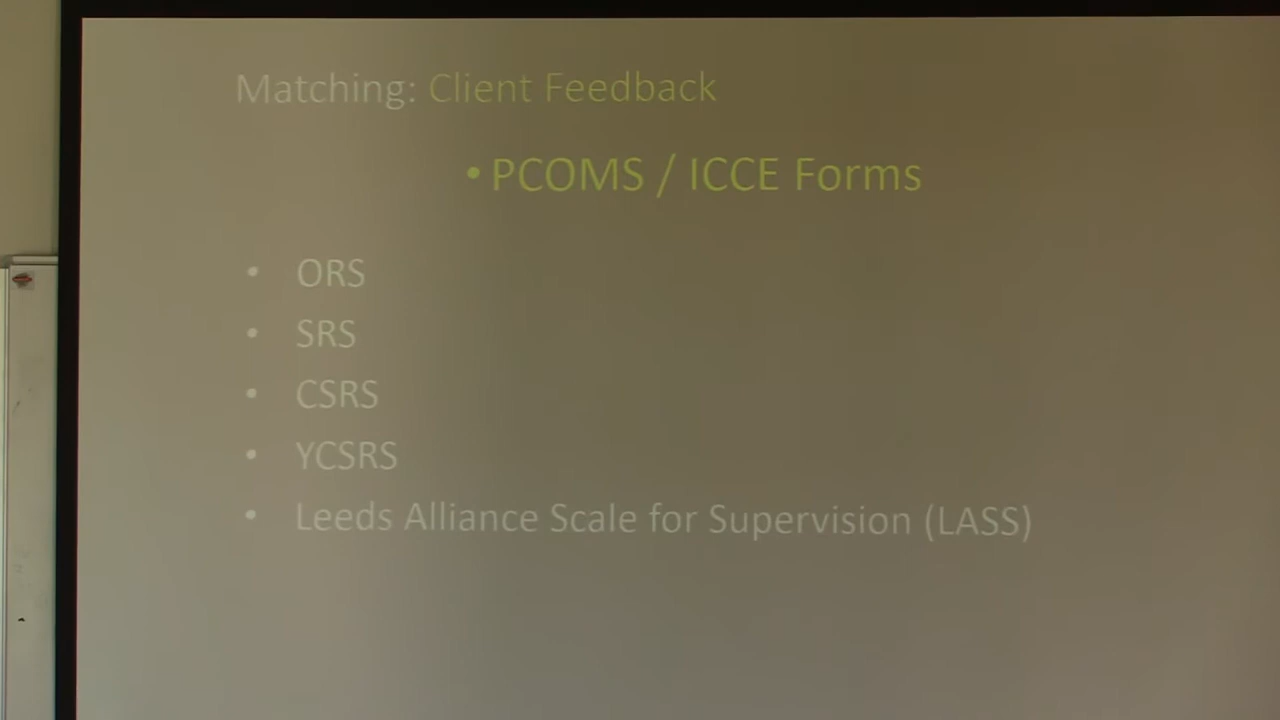 Matching: Client Feedback
• PCOMS / ICCE Forms
• ORS
• SRS
• CSRS
• YCSRS
• Leeds Alliance Scale for Supervision (LASS)